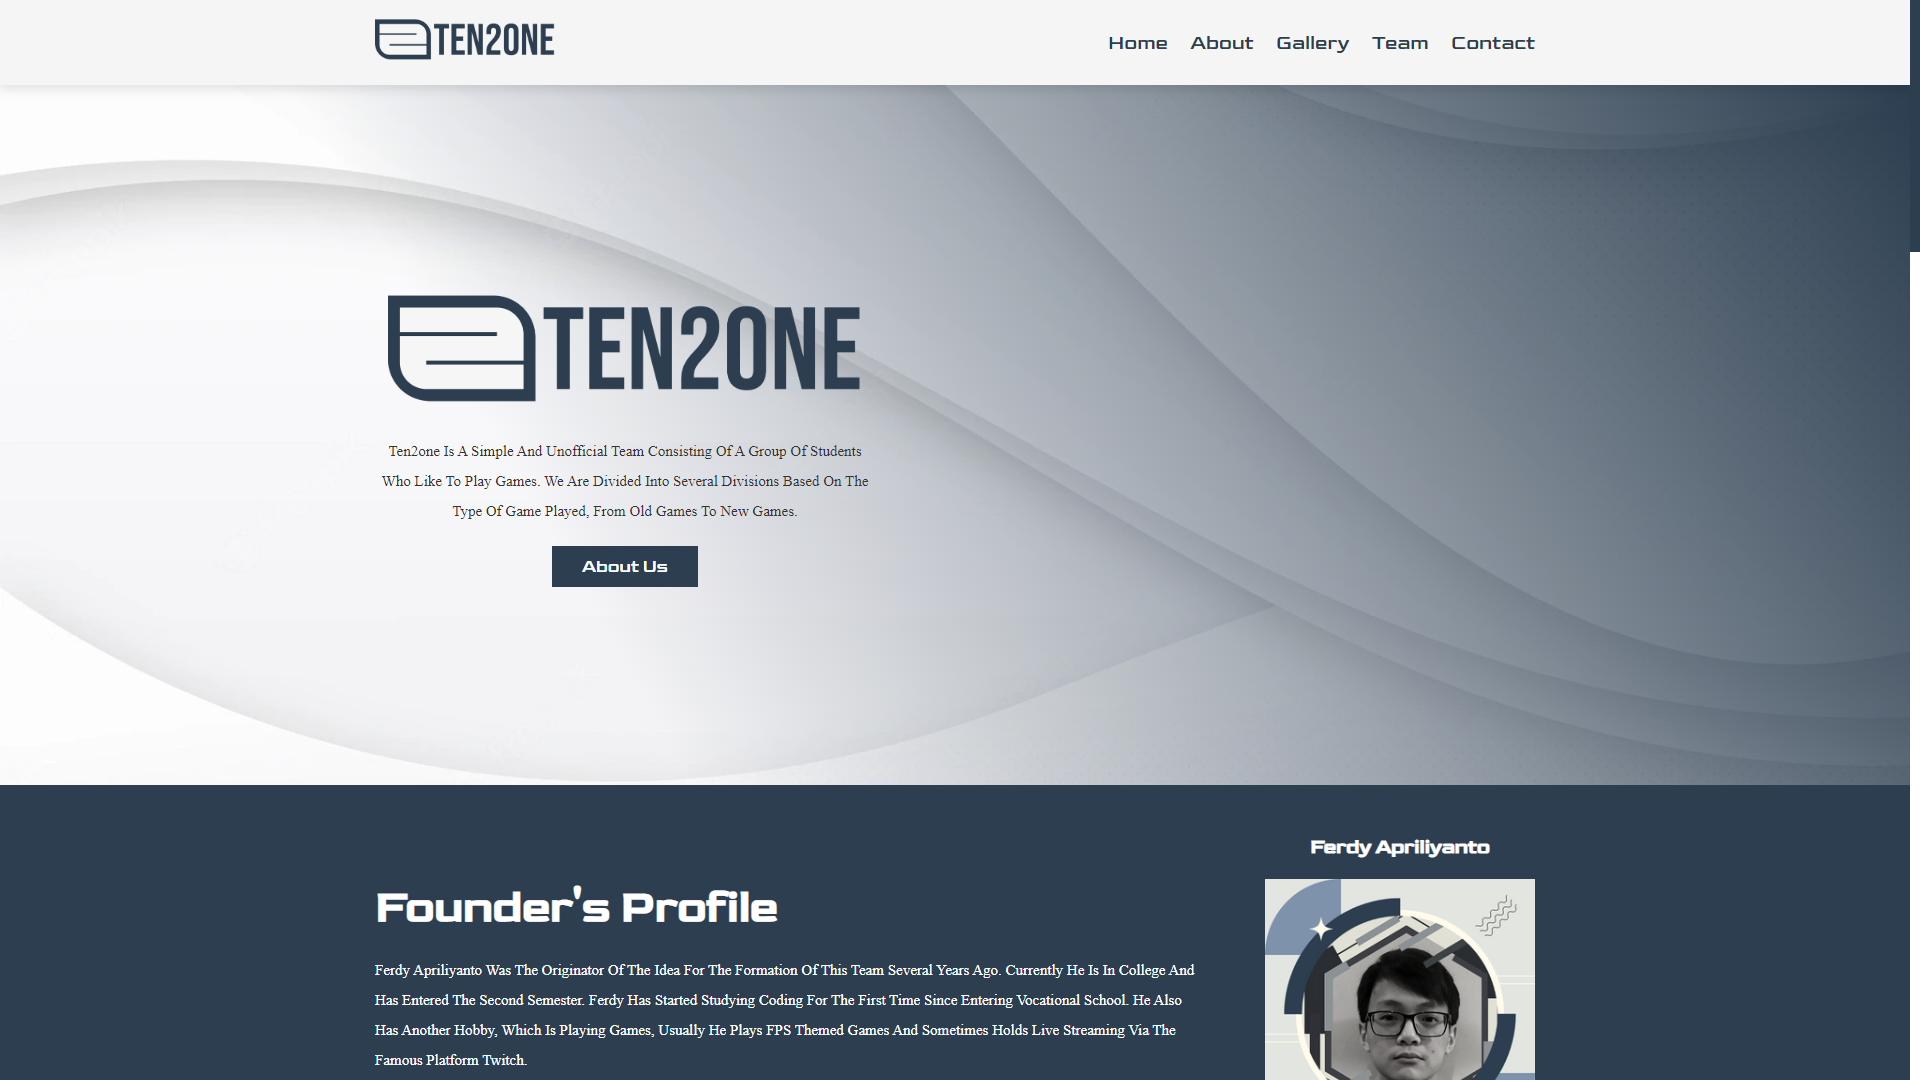 TEN2ONE
Home About Gallery Team Contact
TEN2ONE
Ten2one Is A Simple And Unofficial Team Consisting Of A Group Of Students
Who Like To Play Games. We Are Divided Into Several Divisions Based On The
Type Of Game Played, From Old Games To New Games.
About Us
Ferdy Apriliyanto
Founder's Profile
Ferdy Apriliyanto Was The Originator Of The Idea For The Formation Of This Team Several Years Ago. Currently He Is In College And
Has Entered The Second Semester. Ferdy Has Started Studying Coding For The First Time Since Entering Vocational School. He Also
Has Another Hobby, Which Is Playing Games, Usually He Plays FPS Themed Games And Sometimes Holds Live Streaming Via The
Famous Platform Twitch.